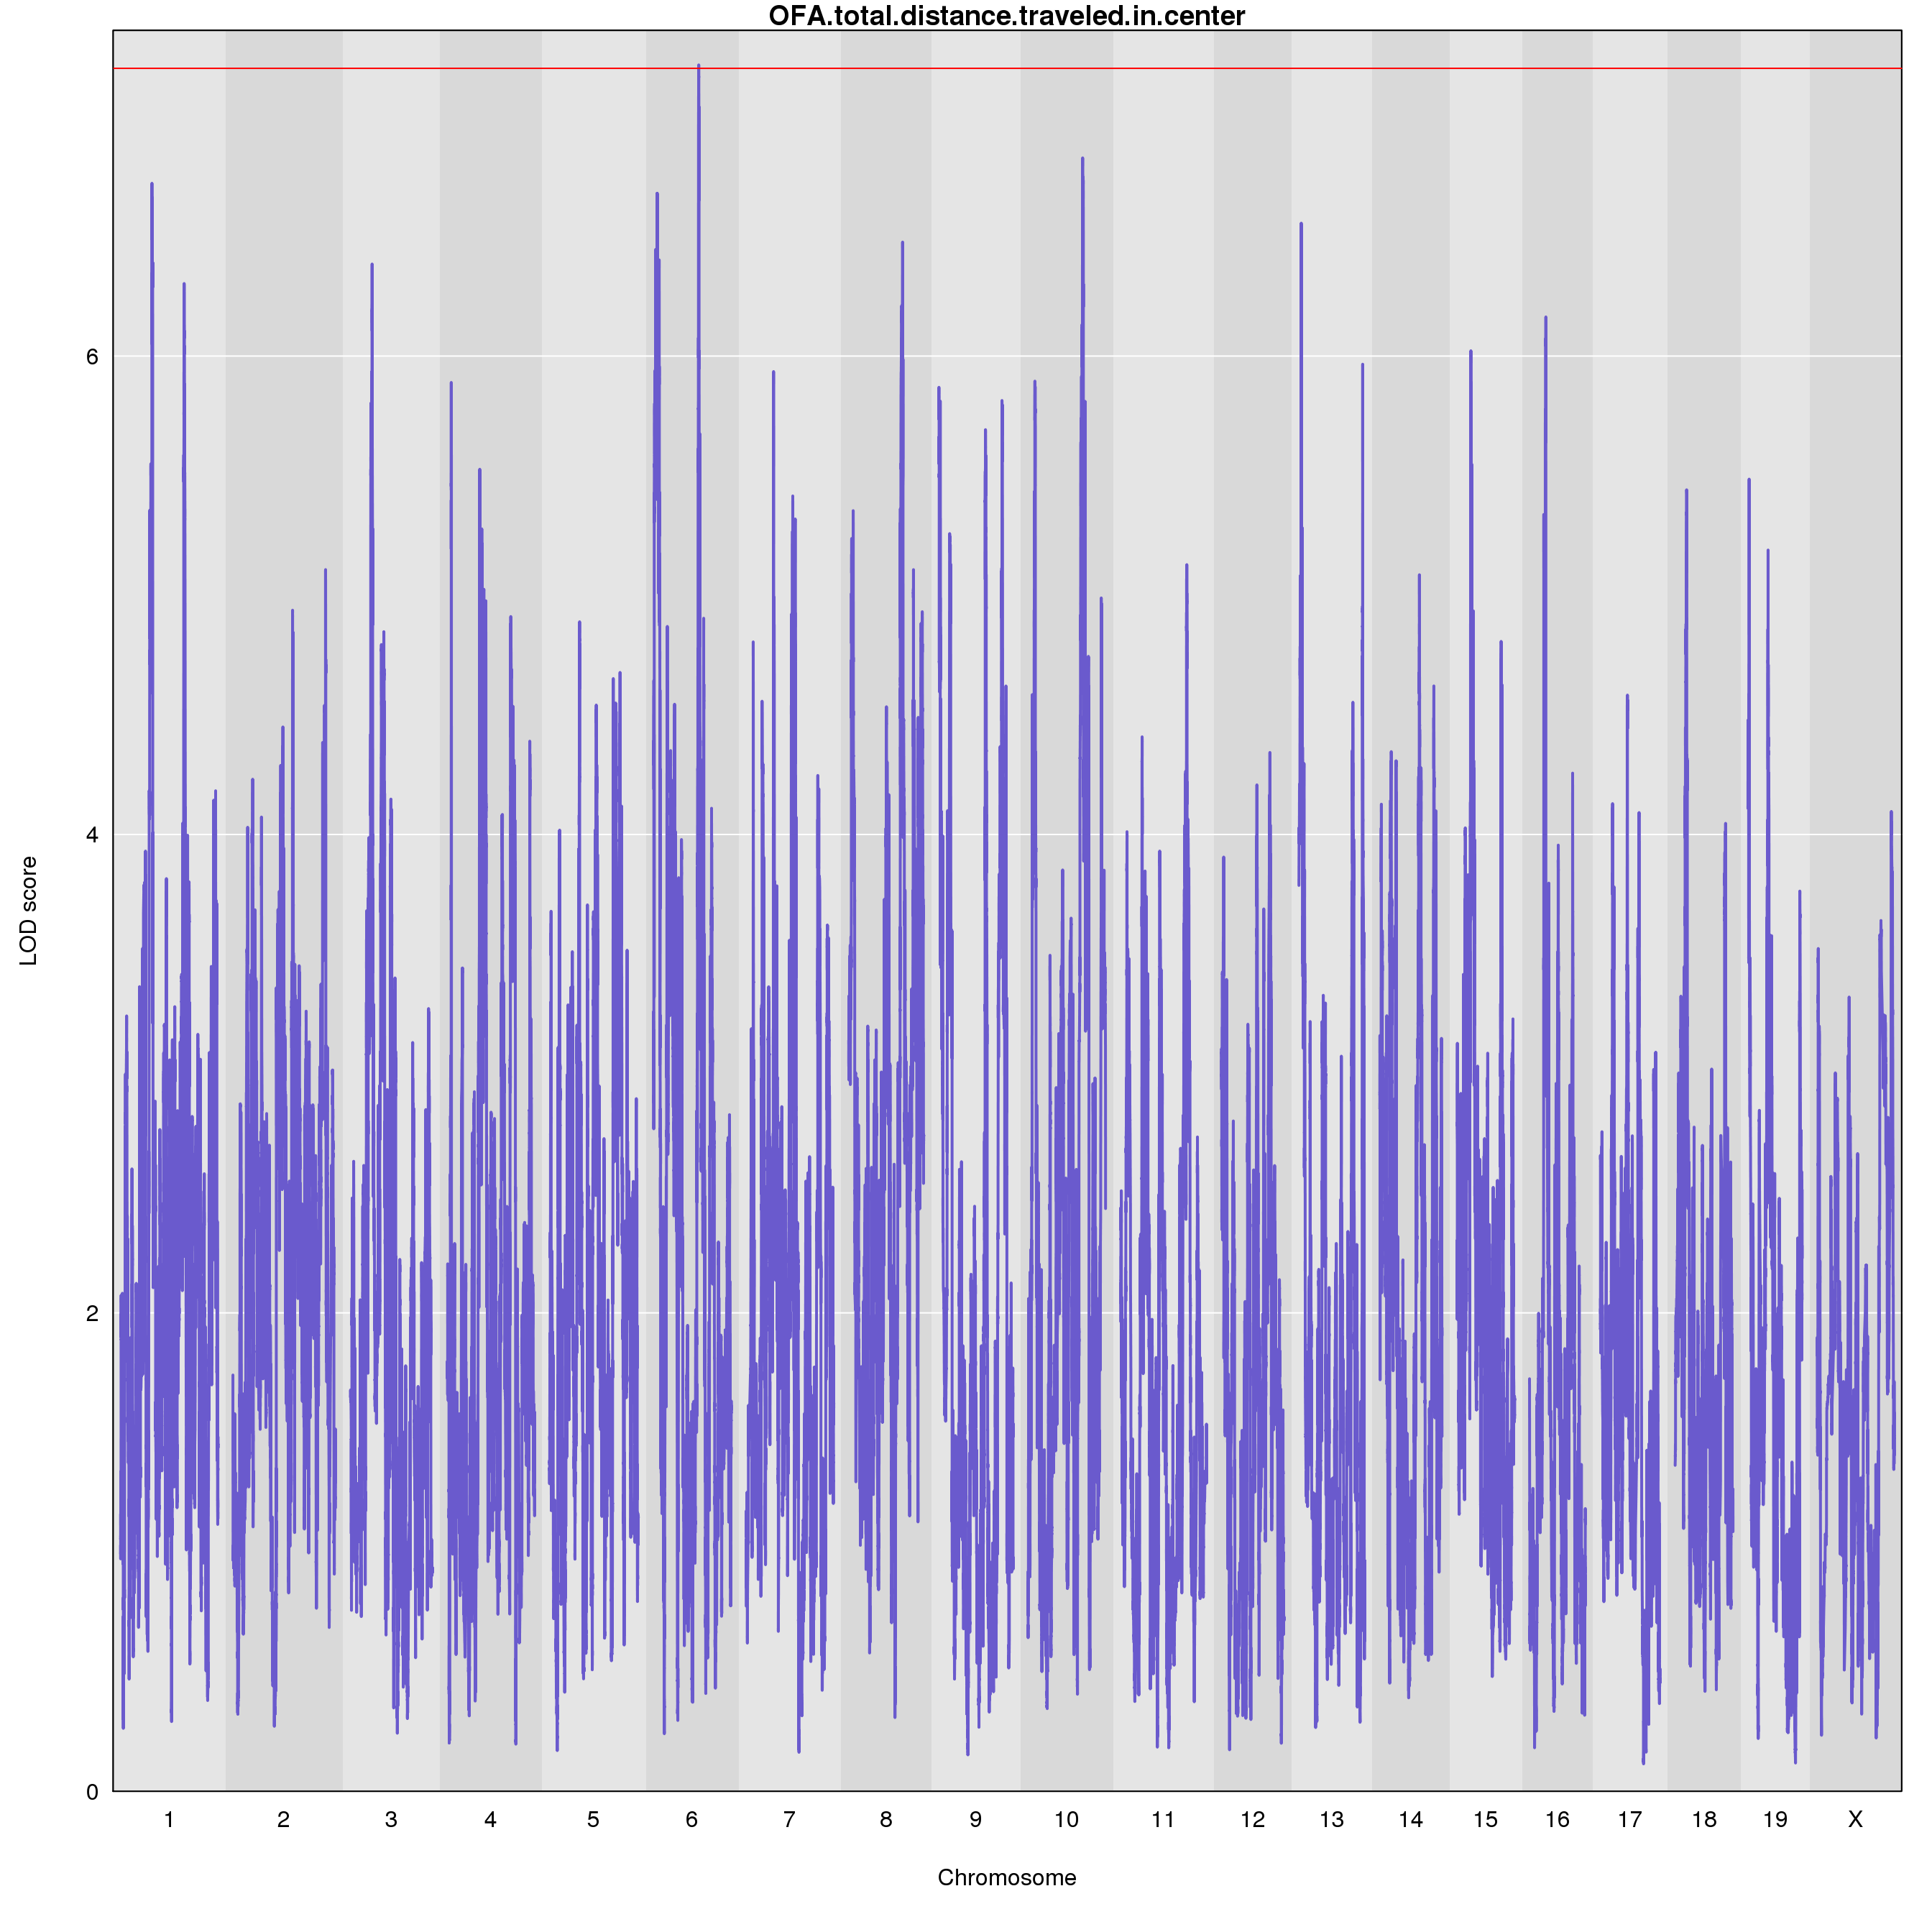 OFA.total.distance.traveled.in.center
LOD score
6
4
2
0
1 2 3 4 5 6 7 8 9 10 11 12 13 14 15 16 17 18 19 X
Chromosome